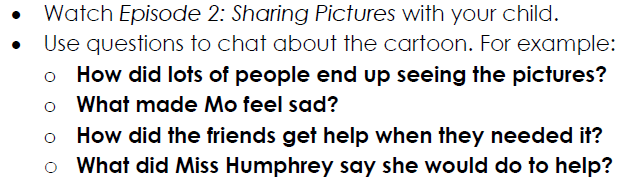 • Watch Episode 2: Sharing Pictures with your child.
• Use questions to chat about the cartoon. For example:
o How did lots of people end up seeing the pictures?
o What made Mo feel sad?
o How did the friends get help when they needed it?
o What did Miss Humphrey say she would do to help?